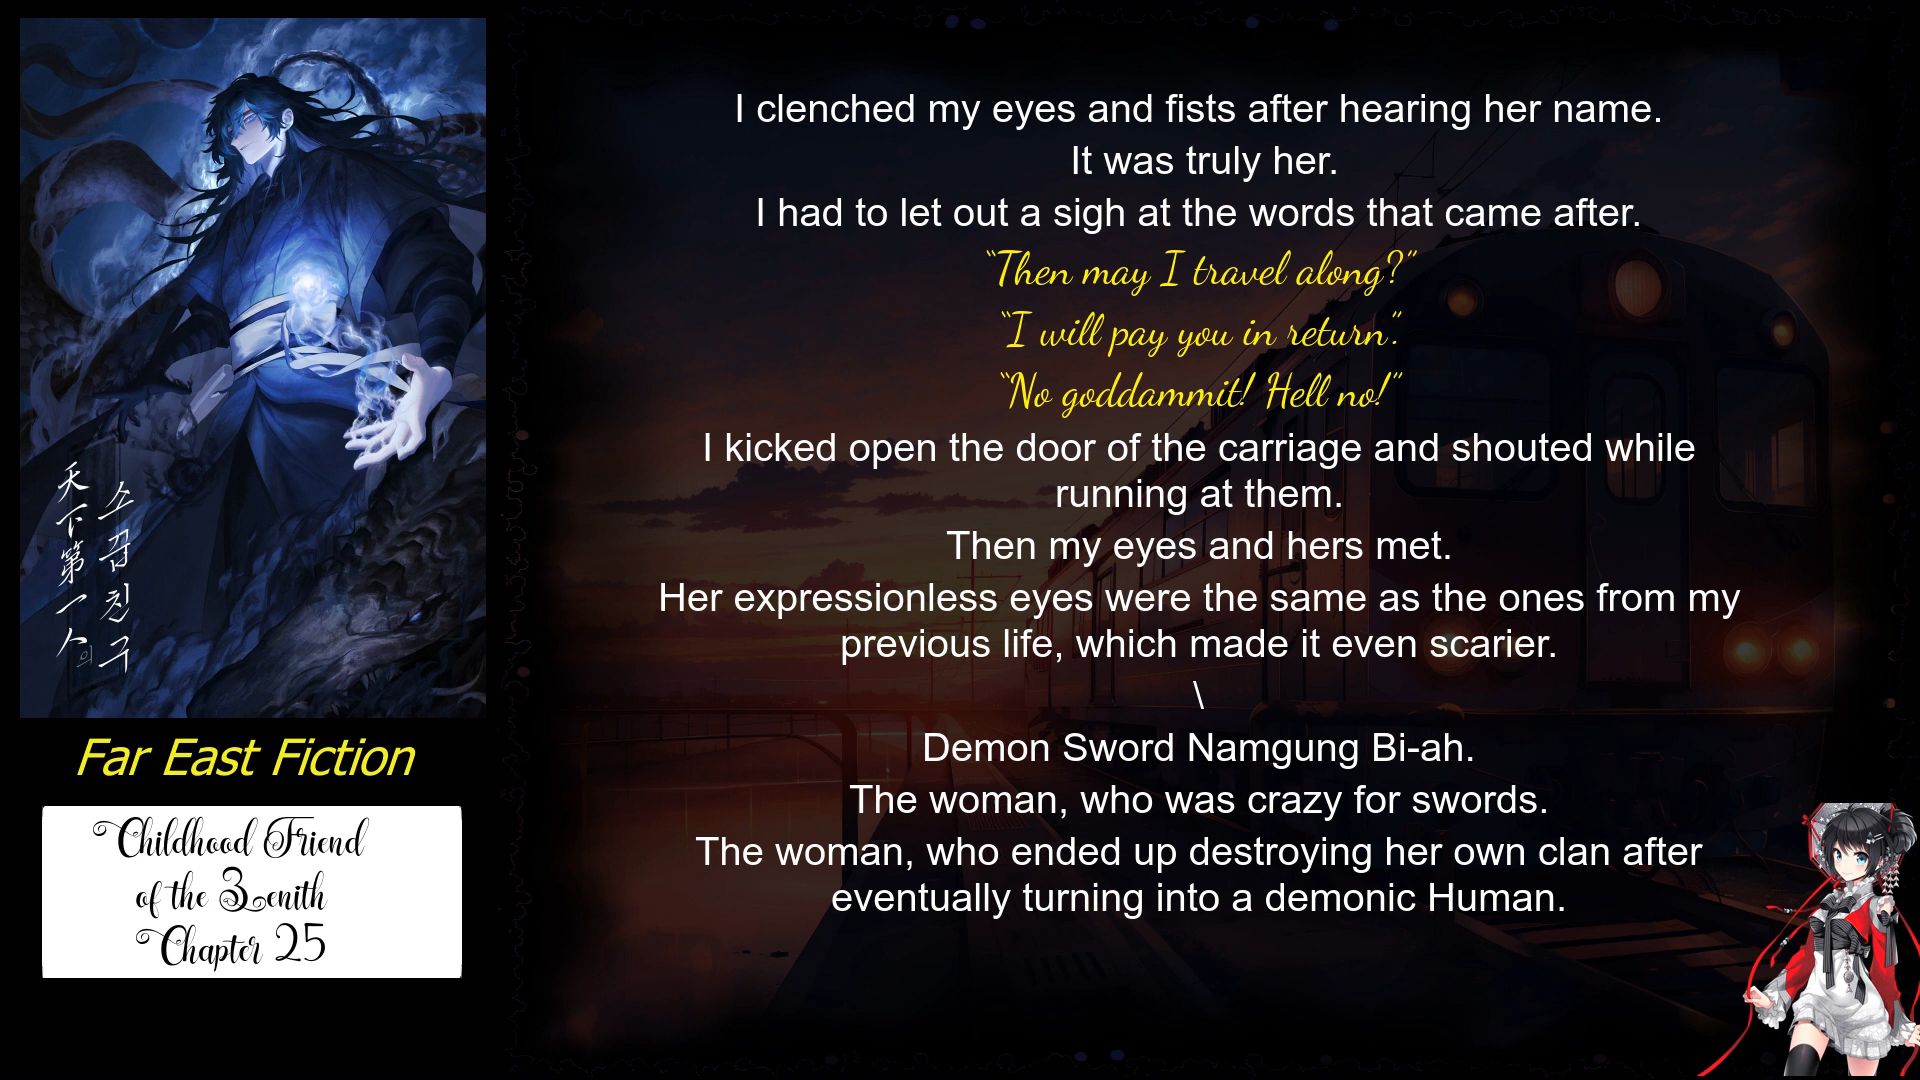 天下第一人의
소꿉친구
Far East Fiction
Childhood Friend
of the Zenith
Chapter 25
I clenched my eyes and fists after hearing her name.
It was truly her.
I had to let out a sigh at the words that came after.
“Then may I travel along?”
“I will pay you in return.”
“No goddammit! Hell no!”
I kicked open the door of the carriage and shouted while
running at them.
Then my eyes and hers met.
Her expressionless eyes were the same as the ones from my
previous life, which made it even scarier.
\
Demon Sword Namgung Bi-ah.
The woman, who was crazy for swords.
The woman, who ended up destroying her own clan after
eventually turning into a demonic Human.